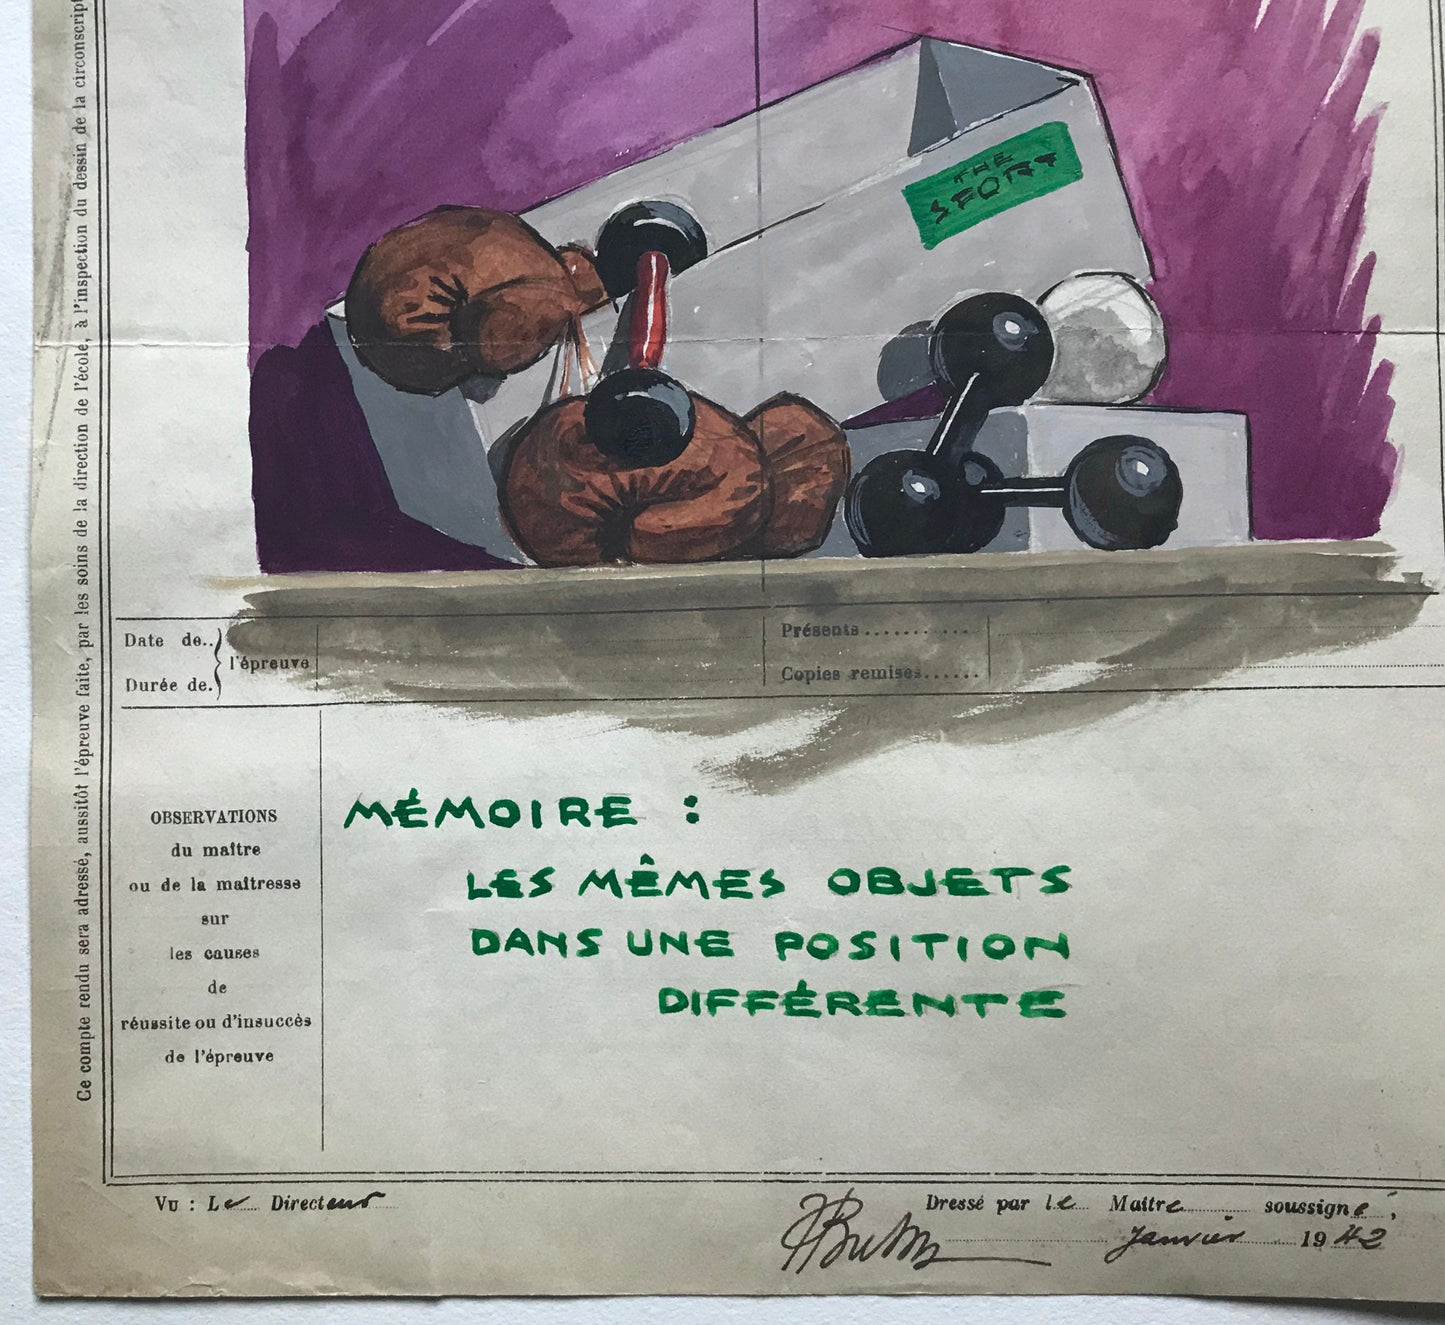 Ce compte rendu sera adressé, aussitôt l'épreuve faite, par les soins de la direction de l'école, à l'inspection du dessin de la
THE
SPORT
Date de..
Durée de.
l'épreuve
Présents...........
Copies remises......
OBSERVATIONS
du maître
ou de la maîtresse
sur
les causes
de
réussite ou d'insuccès
de l'épreuve
MÉMOIRE :
LES MÊMES OBJETS
DANS UNE POSITION
DIFFÉRENTE
Vu : Le Directeur
Dressé par le Maître soussigné,
Janvier 1942